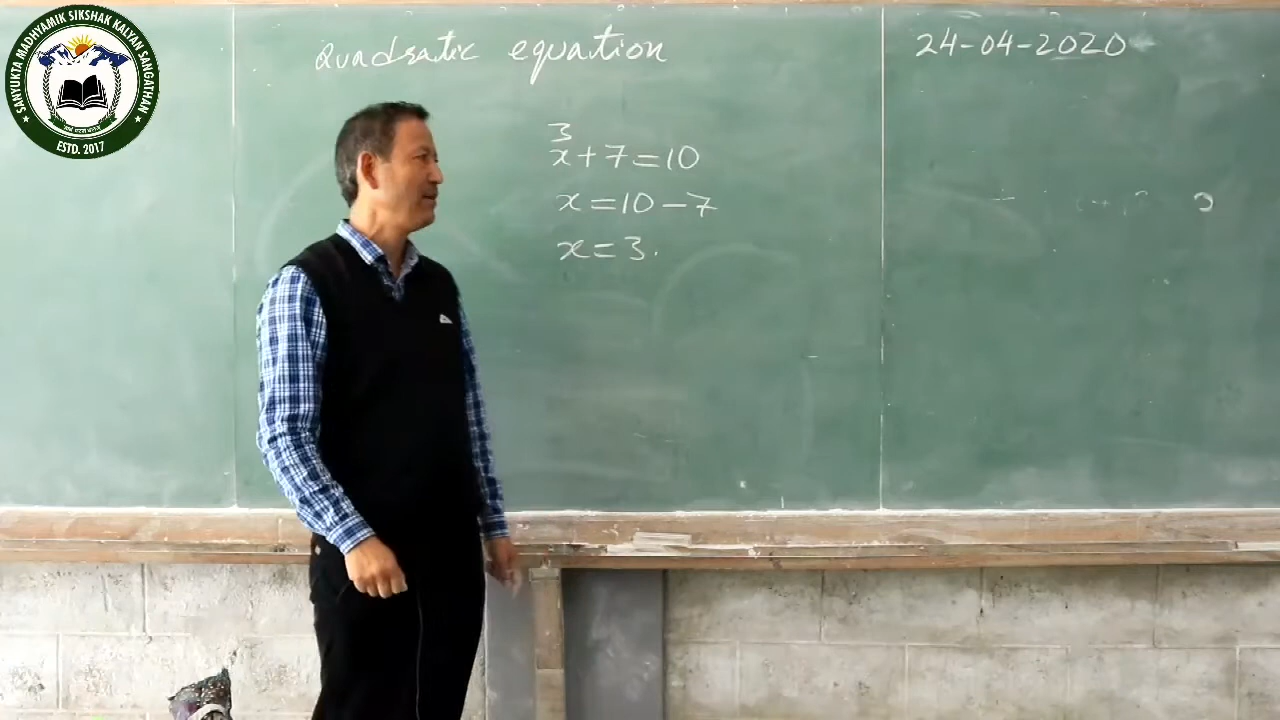 SANYUKTA MADHYAMIK SIKSHAK KALYAN SANGATHAN
ESTD. 2017
Quadratic equation
24-04-2020
3
x+7=10
x=10-7
x=3.